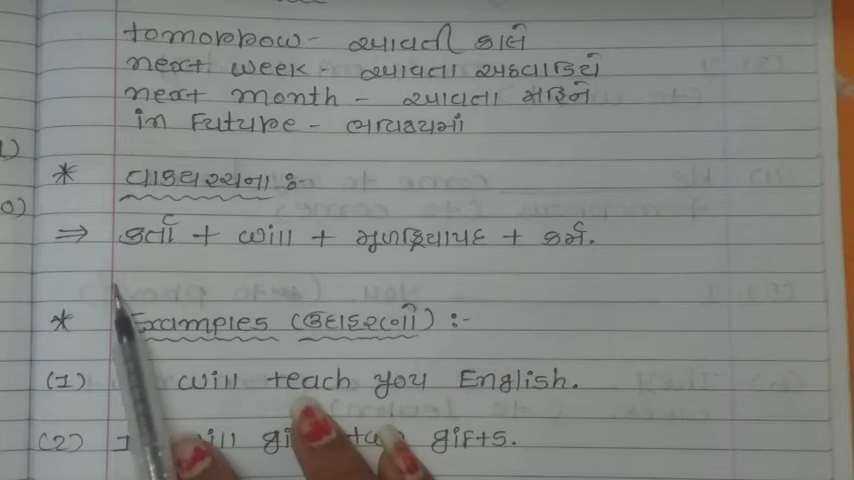 tomorrow - આવતી કાલે
next week - આવતા અઠવાડિયે
next month - આવતા મહિને
in Future - ભવિષ્યમાં
* વાક્યરચના :-
⇒ કર્તા + will + મુળક્રિયાપદ + કર્મ.
* Examples (ઉદાહરણો) :-
(1) will teach you English.
(2) gifts.